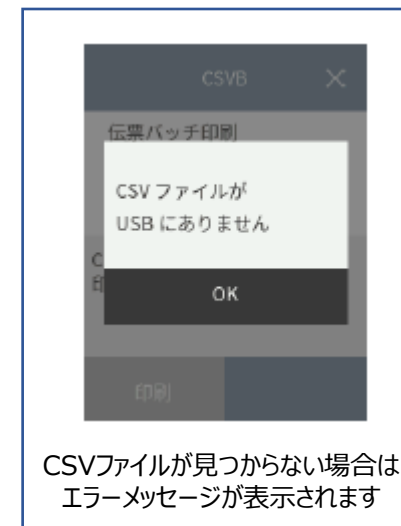 CSVB
伝票バッチ印刷
CSV ファイルが
USB にありません
C
印
OK
印刷
CSVファイルが見つからない場合は
エラーメッセージが表示されます